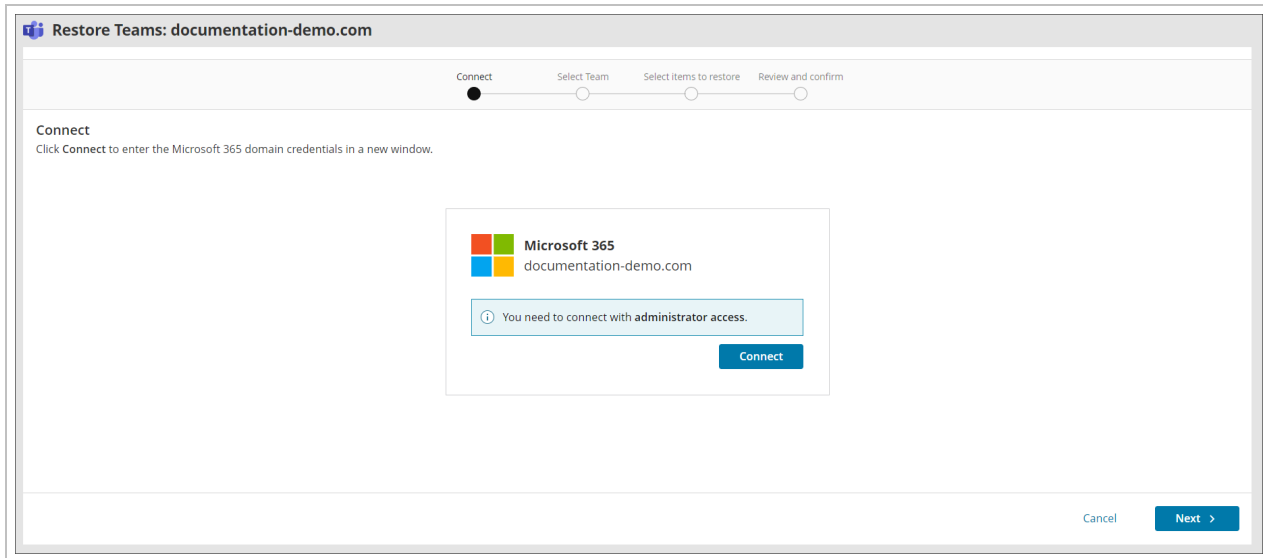 Restore Teams: documentation-demo.com
Connect Select Team Select items to restore Review and confirm
Connect
Click Connect to enter the Microsoft 365 domain credentials in a new window.
Microsoft 365
documentation-demo.com
You need to connect with administrator access.
Connect
Cancel Next